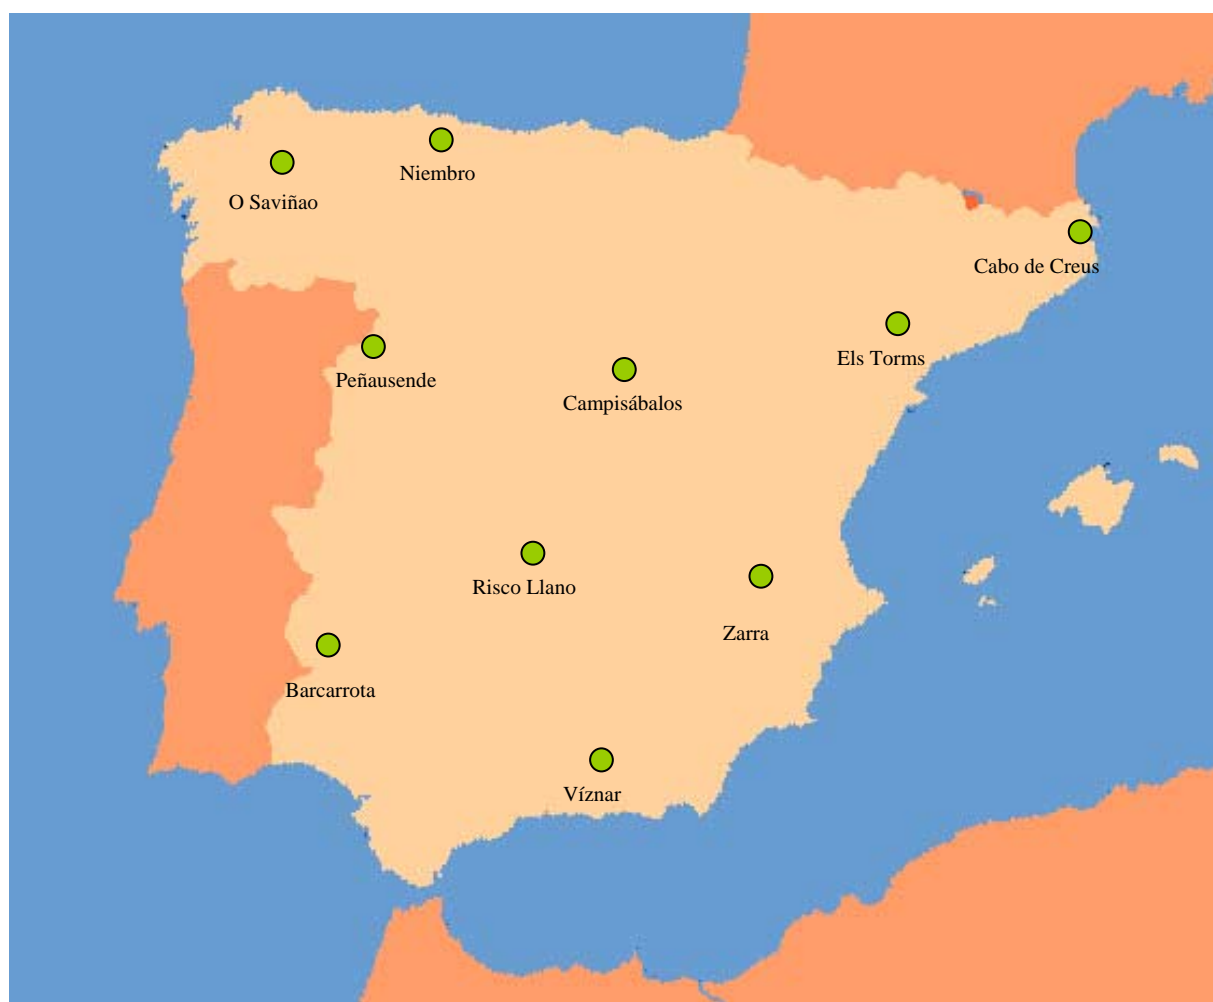 Niembro
O Saviñao
Cabo de Creus
Els Torms
Peñausende
Campisábalos
Risco Llano
Zarra
Barcarrota
Víznar